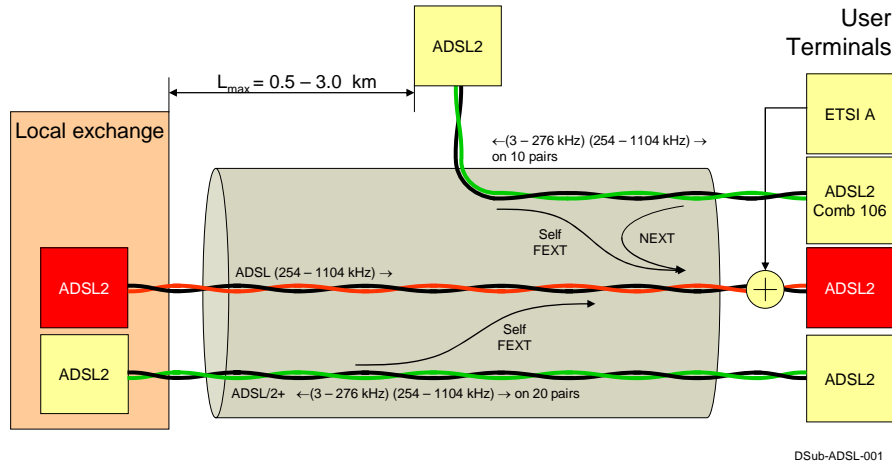 User
Terminals
ADSL2
Lmax = 0.5 – 3.0 km
Local exchange
ETSI A
←(3 – 276 kHz) (254 – 1104 kHz) →
on 10 pairs
ADSL2
Comb 106
Self
FEXT
NEXT
ADSL (254 – 1104 kHz) →
ADSL2
ADSL2
Self
FEXT
ADSL2
ADSL2
ADSL/2+ ←(3 – 276 kHz) (254 – 1104 kHz) → on 20 pairs
DSub-ADSL-001